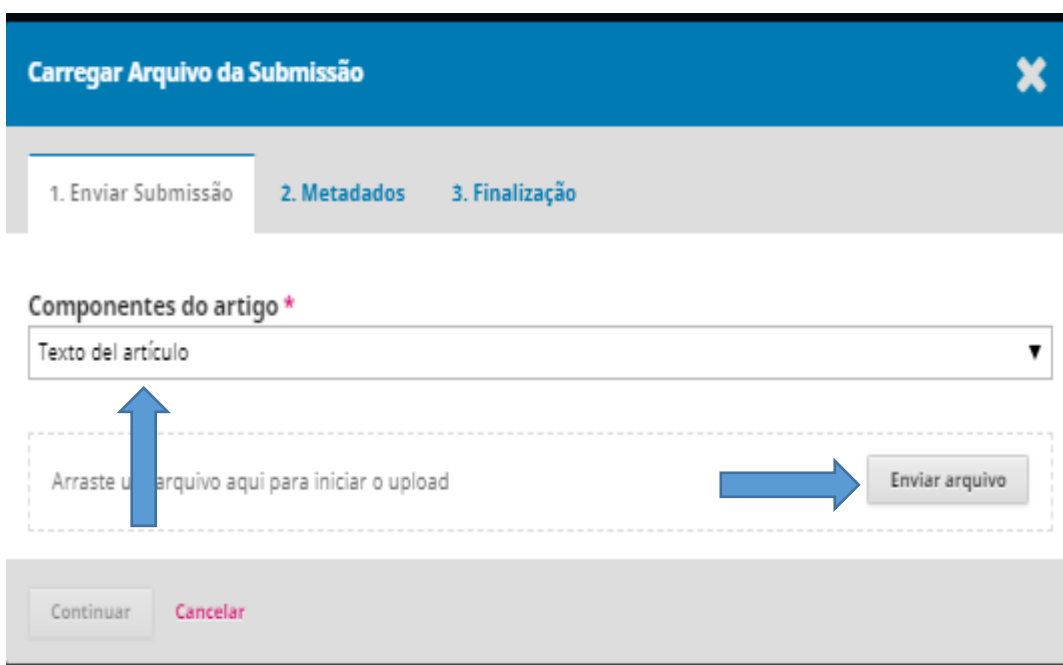 Carregar Arquivo da Submissão
1. Enviar Submissão 2. Metadados 3. Finalização
Componentes do artigo *
Texto del artículo
Arraste u arquivo aqui para iniciar o upload Enviar arquivo
Continuar Cancelar